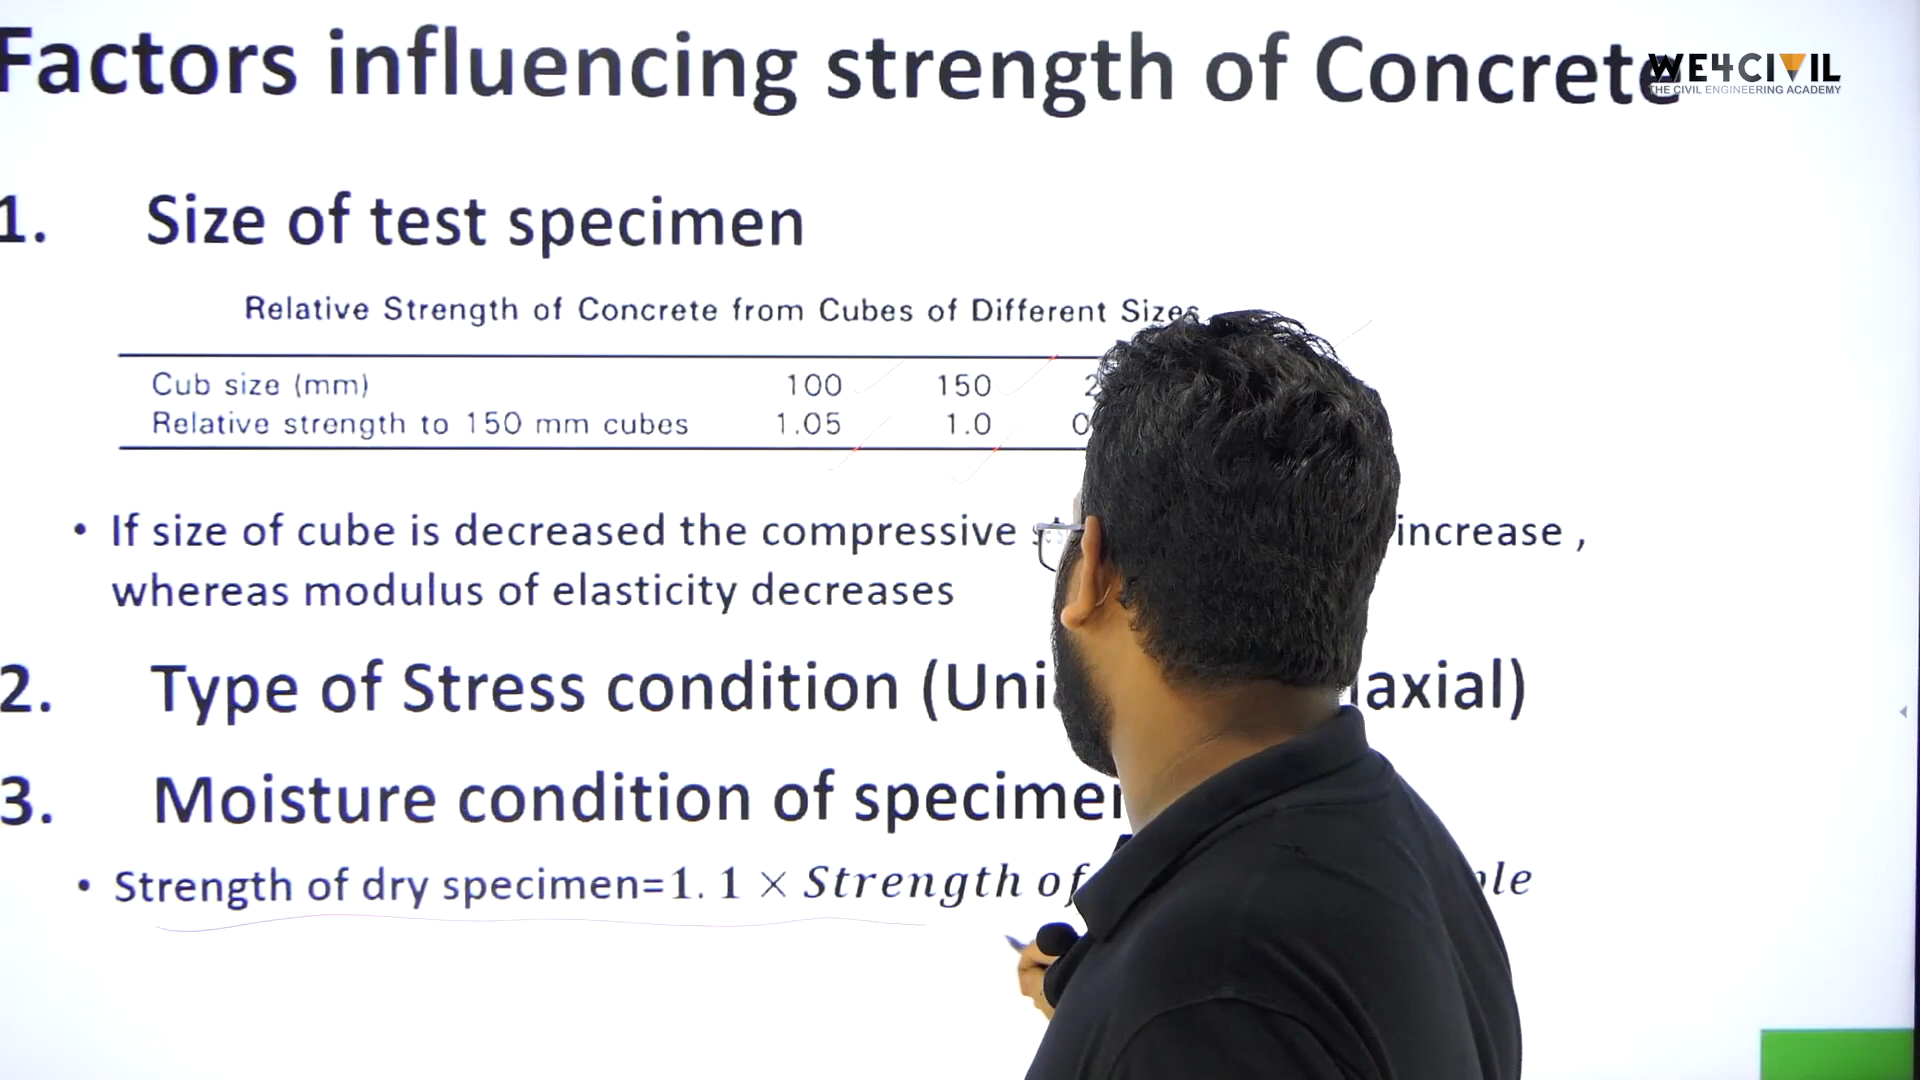 Factors influencing strength of Concrete
WE4CIVIL
THE CIVIL ENGINEERING ACADEMY
1. Size of test specimen
Relative Strength of Concrete from Cubes of Different Sizes
Cub size (mm) 100 150
Relative strength to 150 mm cubes 1.05 1.0
• If size of cube is decreased the compressive increase ,
whereas modulus of elasticity decreases
2. Type of Stress condition (Uni axial)
3. Moisture condition of specimen
• Strength of dry specimen=1.1 × Strength of